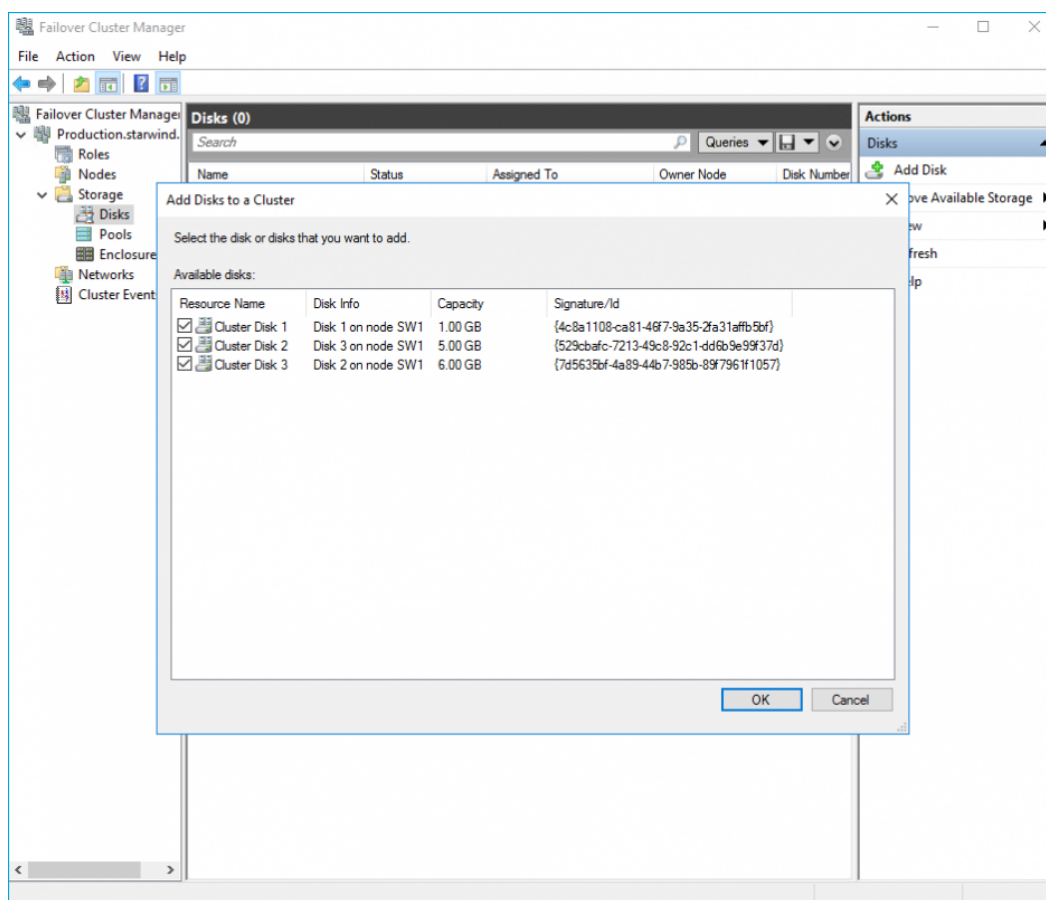 Failover Cluster Manager
File Action View Help
Failover Cluster Manager
Production.starwind.
Roles
Nodes
Storage
Disks
Pools
Enclosure
Networks
Cluster Event
Disks (0)
Search
Queries
Name Status Assigned To Owner Node Disk Number
Actions
Disks
Add Disk
ove Available Storage
ew
fresh
lp
Add Disks to a Cluster
Select the disk or disks that you want to add.
Available disks:
Resource Name Disk Info Capacity Signature/Id
Cluster Disk 1 Disk 1 on node SW1 1.00 GB {4c8a1108-ca81-46f7-9a35-2fa31affb5bf}
Cluster Disk 2 Disk 3 on node SW1 5.00 GB {529cbafc-7213-49c8-92c1-dd6b9e99f37d}
Cluster Disk 3 Disk 2 on node SW1 6.00 GB {7d5635bf-4a89-44b7-985b-89f7961f1057}
OK Cancel